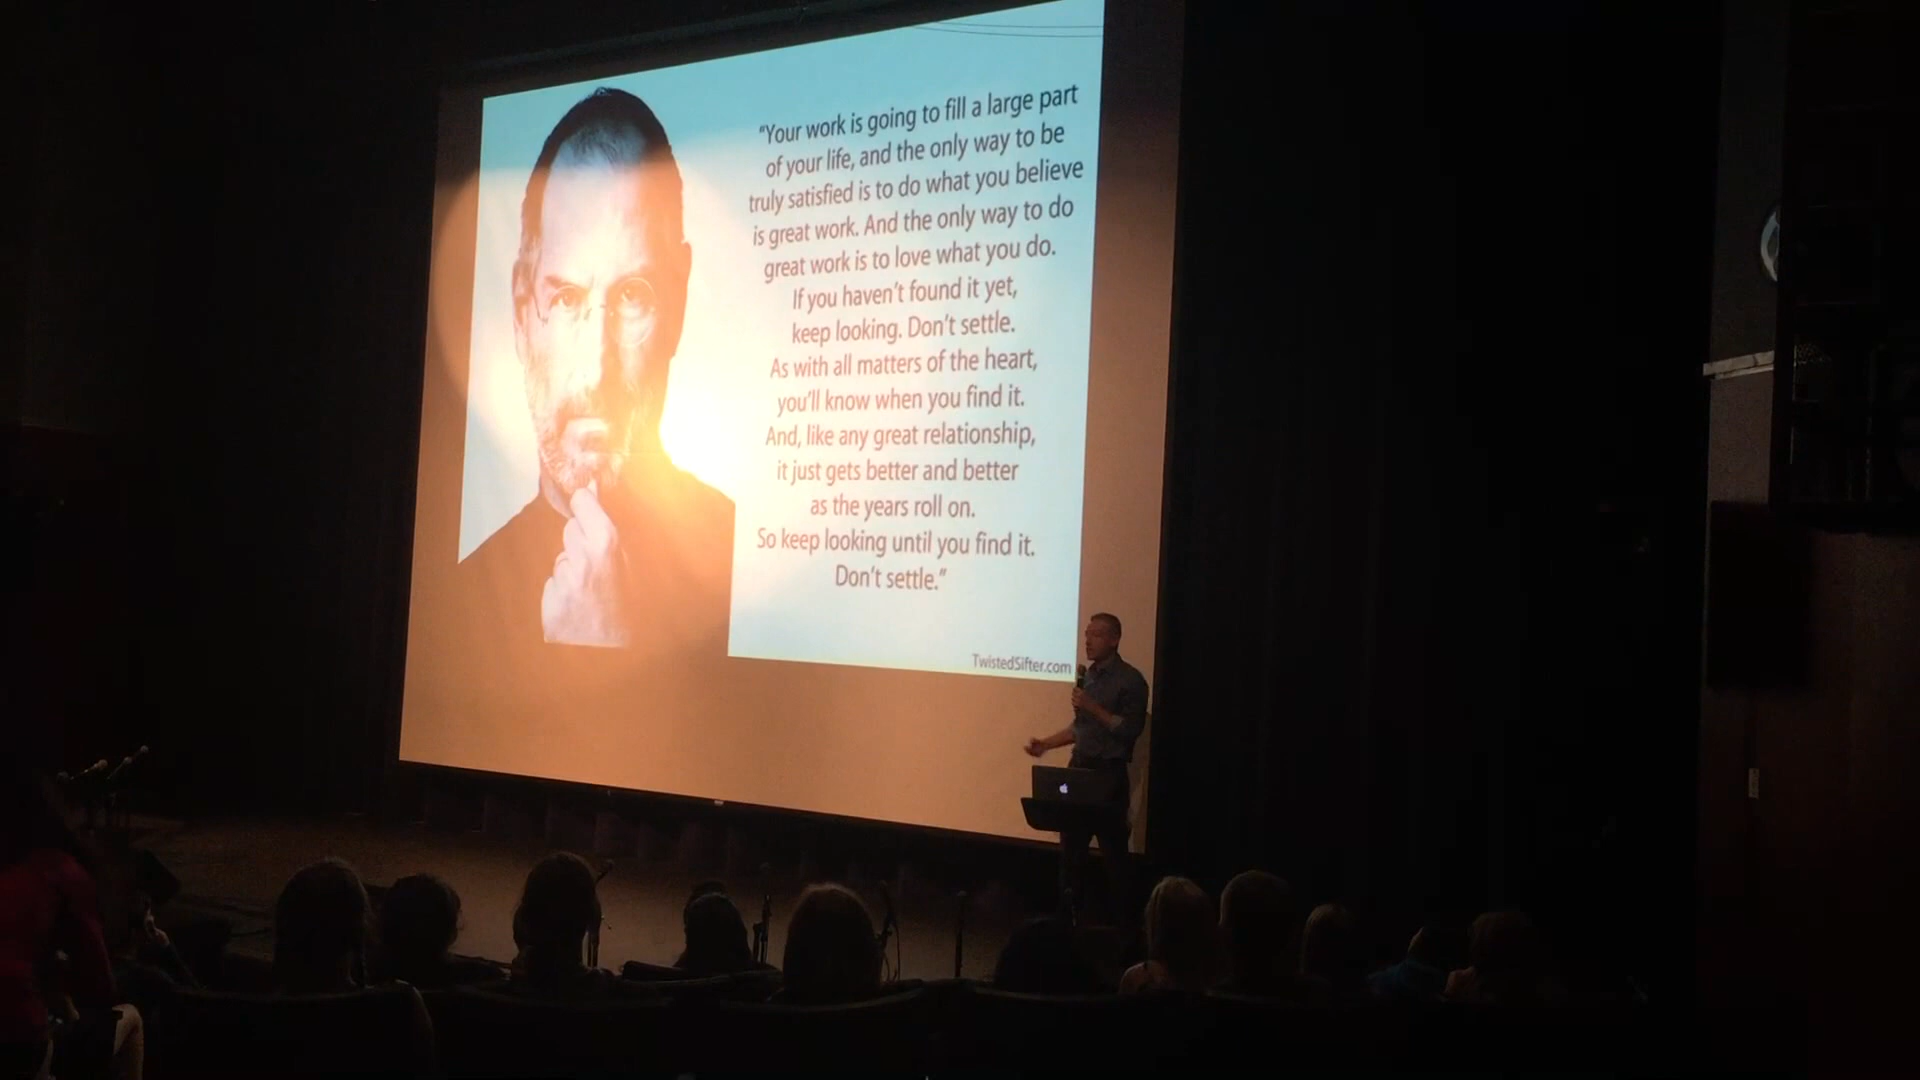 “Your work is going to fill a large part
of your life, and the only way to be
truly satisfied is to do what you believe
is great work. And the only way to do
great work is to love what you do.
If you haven’t found it yet,
keep looking. Don’t settle.
As with all matters of the heart,
you’ll know when you find it.
And, like any great relationship,
it just gets better and better
as the years roll on.
So keep looking until you find it.
Don’t settle.”
TwistedSifter.com